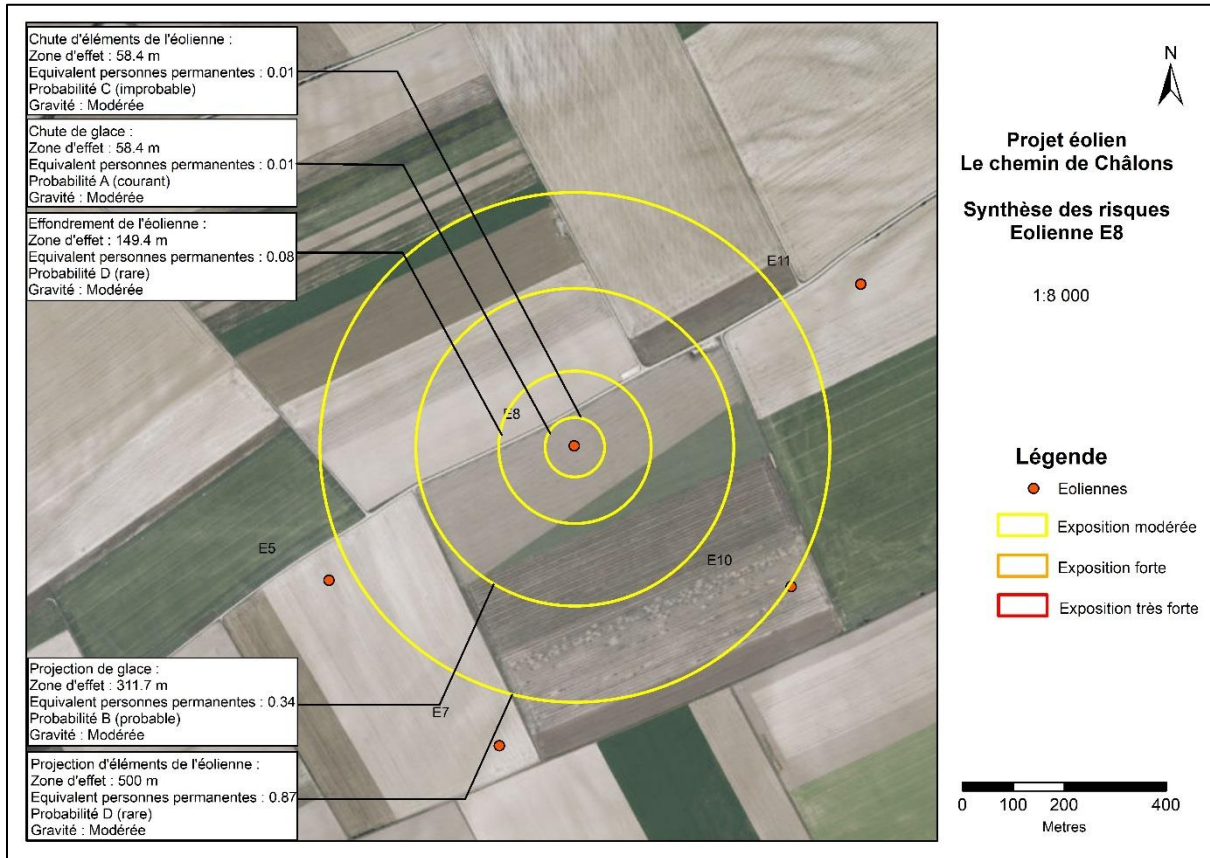 Chute d'éléments de l'éolienne :
Zone d'effet : 58.4 m
Equivalent personnes permanentes : 0.01
Probabilité C (improbable)
Gravité : Modérée
Chute de glace :
Zone d'effet : 58.4 m
Equivalent personnes permanentes : 0.01
Probabilité A (courant)
Gravité : Modérée
Effondrement de l'éolienne :
Zone d'effet : 149.4 m
Equivalent personnes permanentes : 0.08
Probabilité D (rare)
Gravité : Modérée
E11
E8
E5
E10
E7
Projection de glace :
Zone d'effet : 311.7 m
Equivalent personnes permanentes : 0.34
Probabilité B (probable)
Gravité : Modérée
Projection d'éléments de l'éolienne :
Zone d'effet : 500 m
Equivalent personnes permanentes : 0.87
Probabilité D (rare)
Gravité : Modérée
N
Projet éolien
Le chemin de Châlons
Synthèse des risques
Eolienne E8
1:8 000
Légende
Eoliennes
Exposition modérée
Exposition forte
Exposition très forte
0 100 200 400
Metres